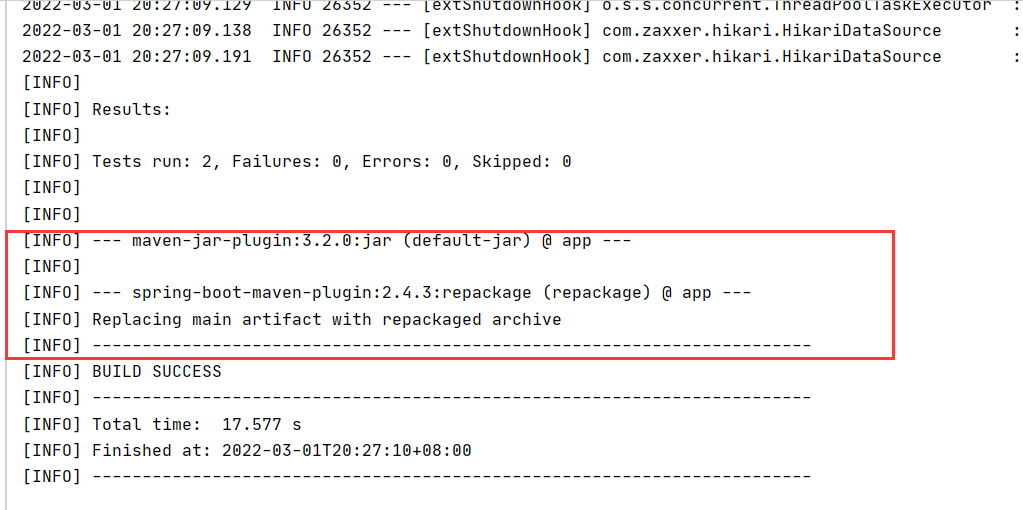 2022-03-01 20:27:09.129  INFO 26352 --- [extShutdownHook] o.s.s.concurrent.ThreadPoolTaskExecutor  :
2022-03-01 20:27:09.138  INFO 26352 --- [extShutdownHook] com.zaxxer.hikari.HikariDataSource       :
2022-03-01 20:27:09.191  INFO 26352 --- [extShutdownHook] com.zaxxer.hikari.HikariDataSource       :
[INFO]
[INFO] Results:
[INFO]
[INFO] Tests run: 2, Failures: 0, Errors: 0, Skipped: 0
[INFO]
[INFO]
[INFO] --- maven-jar-plugin:3.2.0:jar (default-jar) @ app ---
[INFO]
[INFO] --- spring-boot-maven-plugin:2.4.3:repackage (repackage) @ app ---
[INFO] Replacing main artifact with repackaged archive
[INFO] ------------------------------------------------------------------------
[INFO] BUILD SUCCESS
[INFO] ------------------------------------------------------------------------
[INFO] Total time:  17.577 s
[INFO] Finished at: 2022-03-01T20:27:10+08:00
[INFO] ------------------------------------------------------------------------